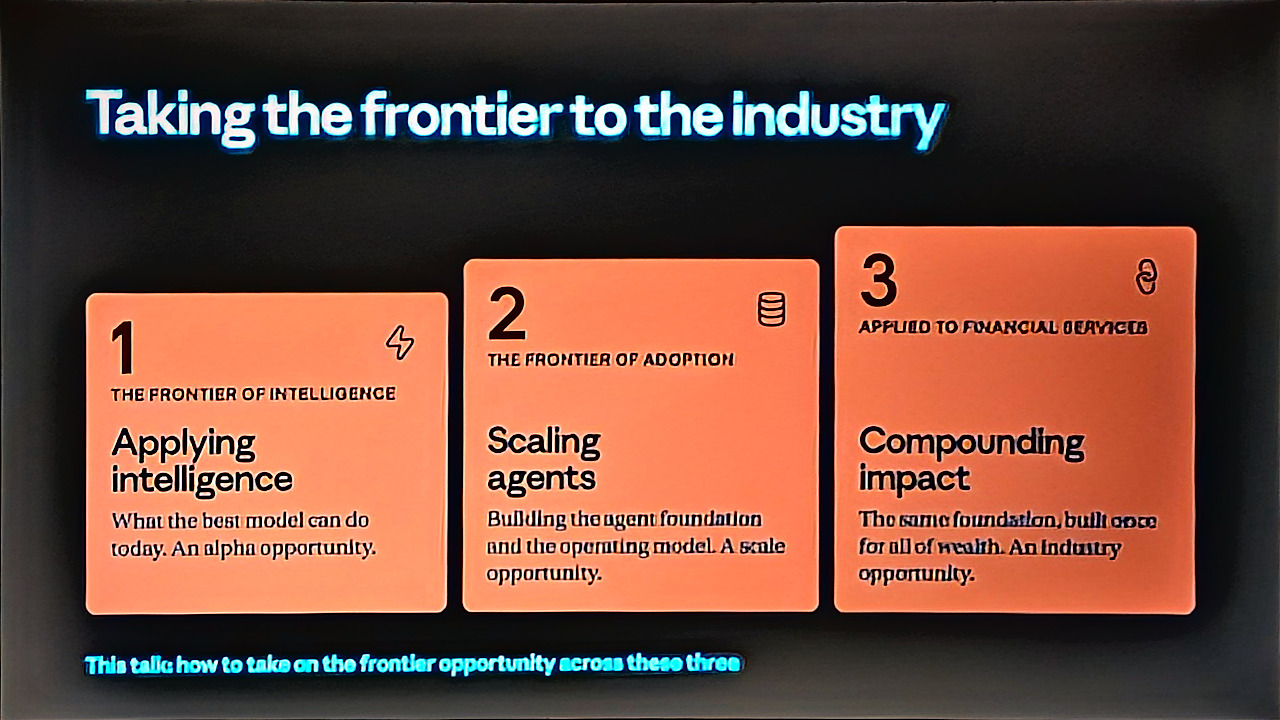 Taking the frontier to the industry
1
THE FRONTIER OF INTELLIGENCE
Applying
intelligence
What the best model can do
today. An alpha opportunity.
2
THE FRONTIER OF ADOPTION
Scaling
agents
Building the agent foundation
and the operating model. A scale
opportunity.
3
APPLIED TO FINANCIAL SERVICES
Compounding
impact
The same foundation, built once
for all of wealth. An industry
opportunity.
This talk: how to take on the frontier opportunity across these three